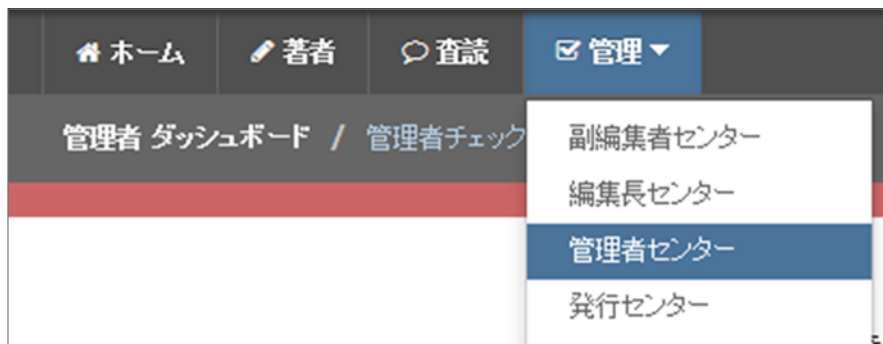 ホーム 著者 査読 管理
管理者 ダッシュボード / 管理者チェック
副編集者センター
編集長センター
管理者センター
発行センター